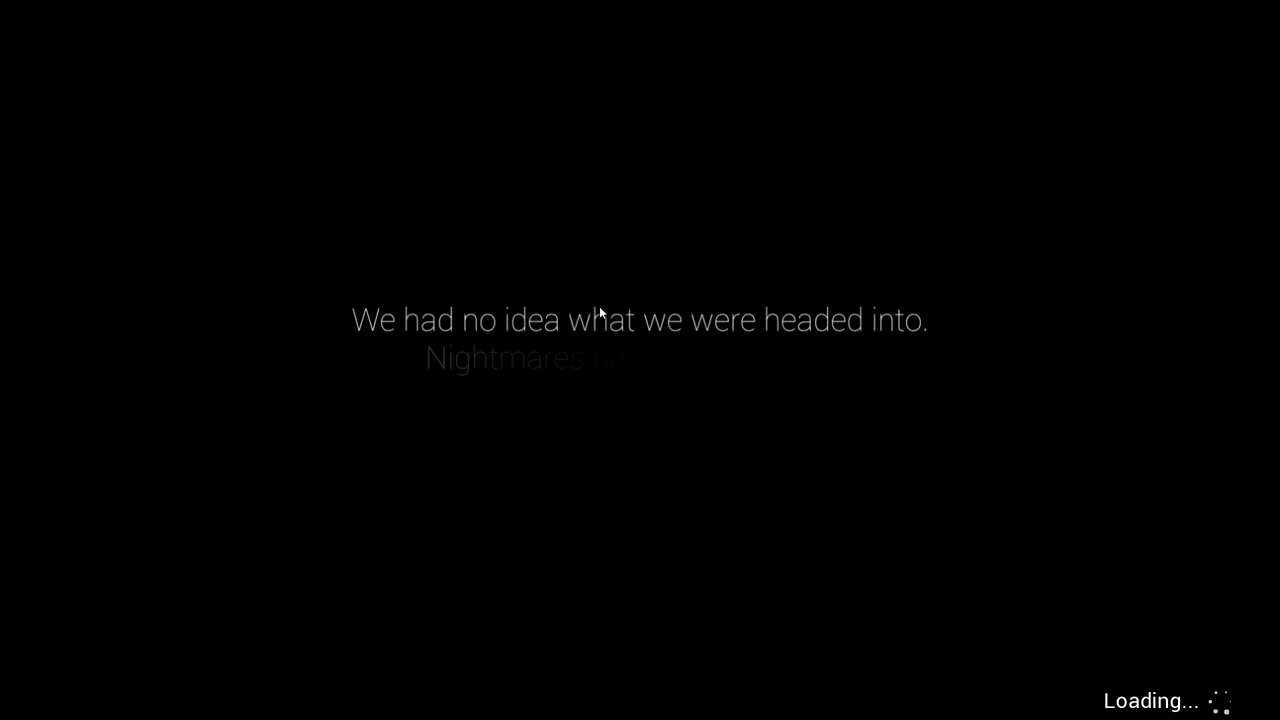 We had no idea what we were headed into.
Nightmares
Loading...